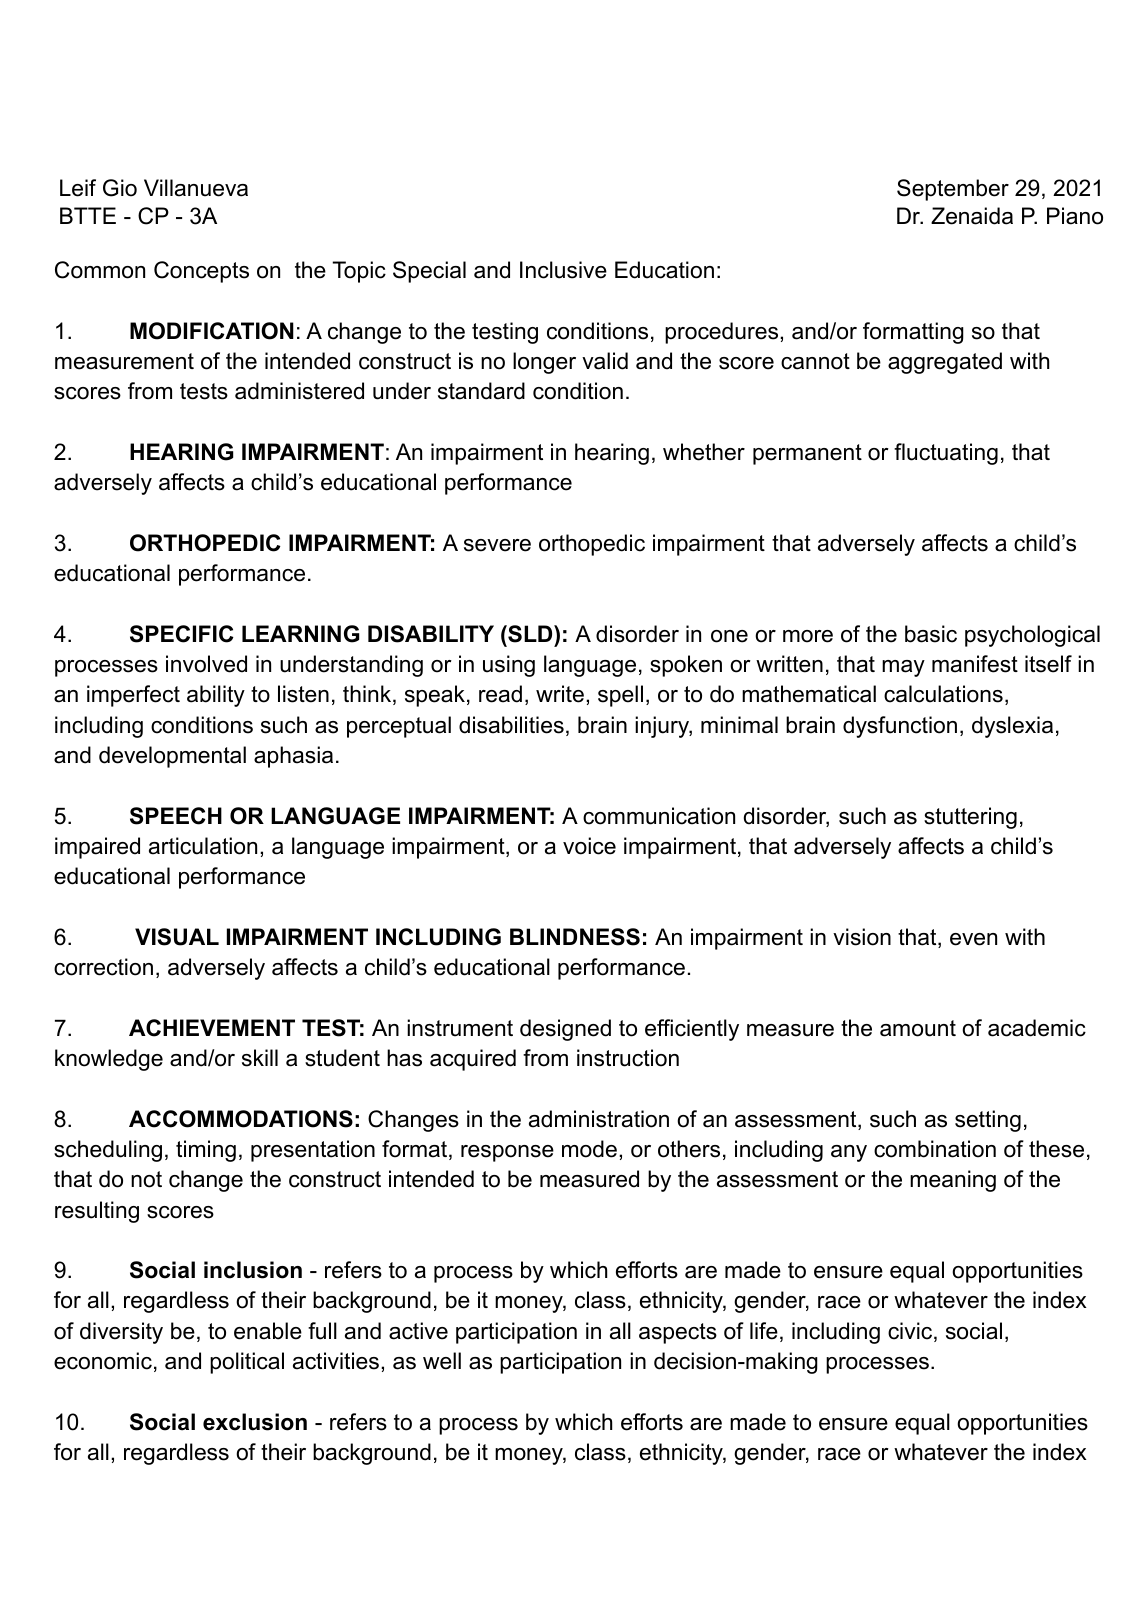 Leif Gio Villanueva September 29, 2021
BTTE - CP - 3A Dr. Zenaida P. Piano
Common Concepts on  the Topic Special and Inclusive Education:
1. MODIFICATION: A change to the testing conditions, procedures, and/or formatting so that
measurement of the intended construct is no longer valid and the score cannot be aggregated with
scores from tests administered under standard condition.
2. HEARING IMPAIRMENT: An impairment in hearing, whether permanent or fluctuating, that
adversely affects a child’s educational performance
3. ORTHOPEDIC IMPAIRMENT: A severe orthopedic impairment that adversely affects a child’s
educational performance.
4. SPECIFIC LEARNING DISABILITY (SLD): A disorder in one or more of the basic psychological
processes involved in understanding or in using language, spoken or written, that may manifest itself in
an imperfect ability to listen, think, speak, read, write, spell, or to do mathematical calculations,
including conditions such as perceptual disabilities, brain injury, minimal brain dysfunction, dyslexia,
and developmental aphasia.
5. SPEECH OR LANGUAGE IMPAIRMENT: A communication disorder, such as stuttering,
impaired articulation, a language impairment, or a voice impairment, that adversely affects a child’s
educational performance
6. VISUAL IMPAIRMENT INCLUDING BLINDNESS: An impairment in vision that, even with
correction, adversely affects a child’s educational performance.
7. ACHIEVEMENT TEST: An instrument designed to efficiently measure the amount of academic
knowledge and/or skill a student has acquired from instruction
8. ACCOMMODATIONS: Changes in the administration of an assessment, such as setting,
scheduling, timing, presentation format, response mode, or others, including any combination of these,
that do not change the construct intended to be measured by the assessment or the meaning of the
resulting scores
9. Social inclusion - refers to a process by which efforts are made to ensure equal opportunities
for all, regardless of their background, be it money, class, ethnicity, gender, race or whatever the index
of diversity be, to enable full and active participation in all aspects of life, including civic, social,
economic, and political activities, as well as participation in decision-making processes.
10. Social exclusion - refers to a process by which efforts are made to ensure equal opportunities
for all, regardless of their background, be it money, class, ethnicity, gender, race or whatever the index